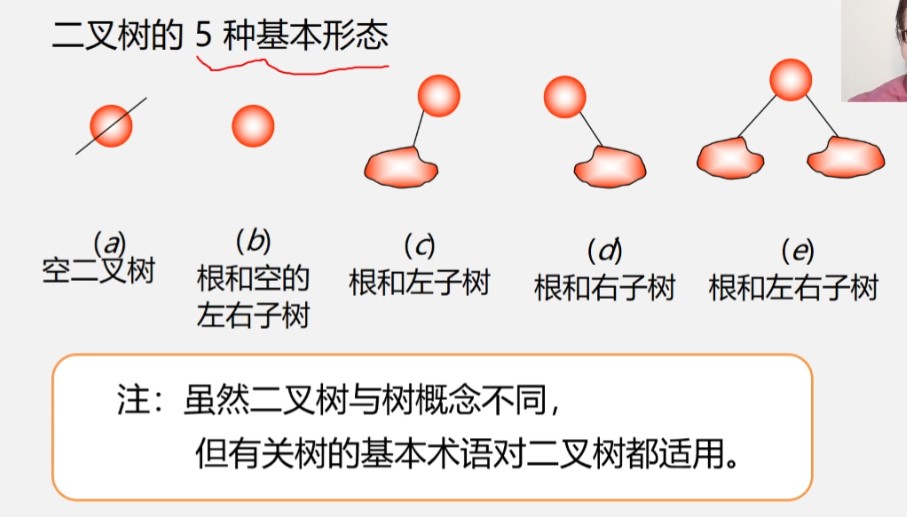 二叉树的 5 种基本形态
(a)
空二叉树
(b)
根和空的
左右子树
(c)
根和左子树
(d)
根和右子树
(e)
根和左右子树
注：虽然二叉树与树概念不同，
但有关树的基本术语对二叉树都适用。